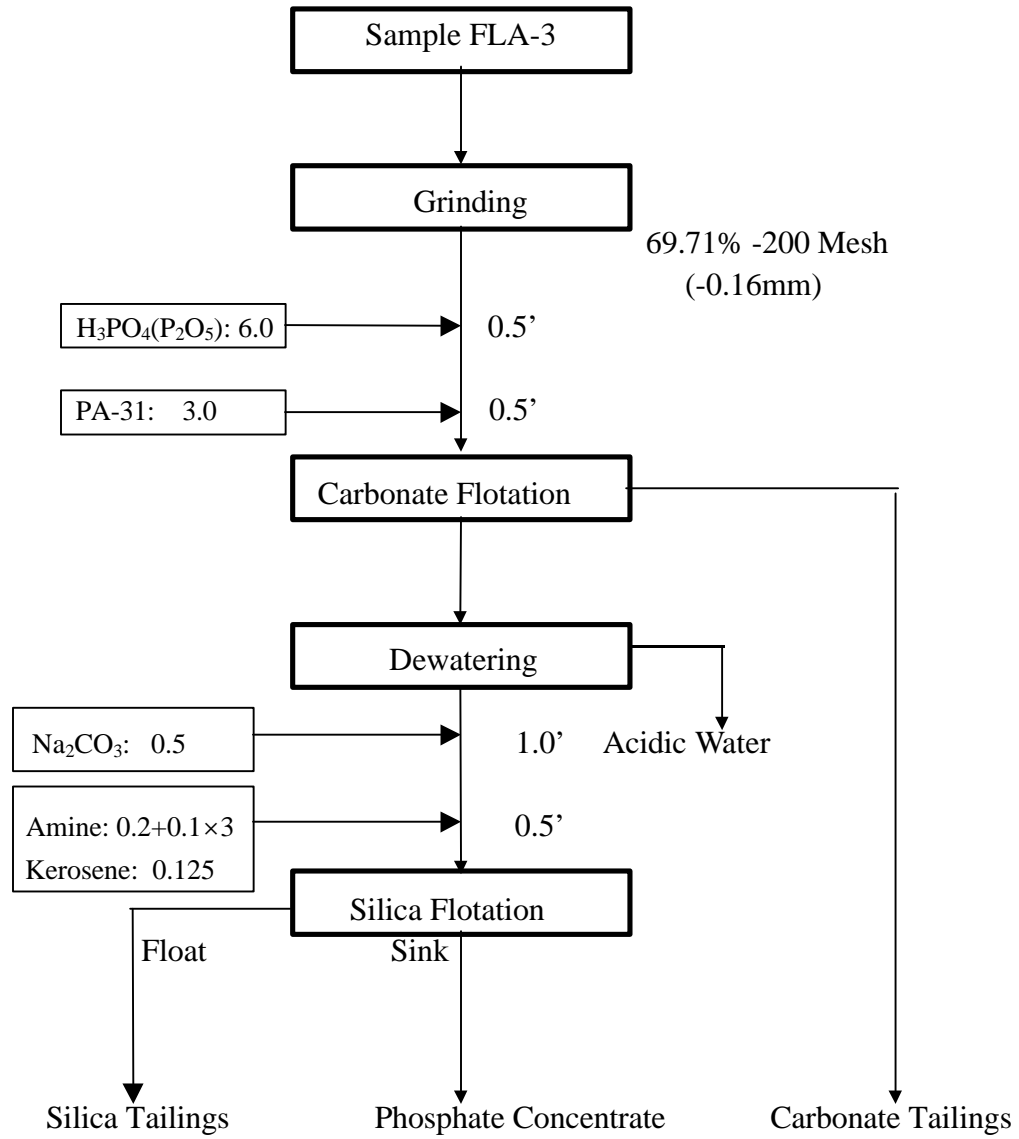 Sample FLA-3
Grinding
69.71% -200 Mesh
(-0.16mm)
H₃PO₄(P₂O₅): 6.0
0.5’
PA-31: 3.0
0.5’
Carbonate Flotation
Dewatering
Na₂CO₃: 0.5
1.0’
Acidic Water
Amine: 0.2+0.1×3
Kerosene: 0.125
0.5’
Silica Flotation
Float
Sink
Silica Tailings
Phosphate Concentrate
Carbonate Tailings